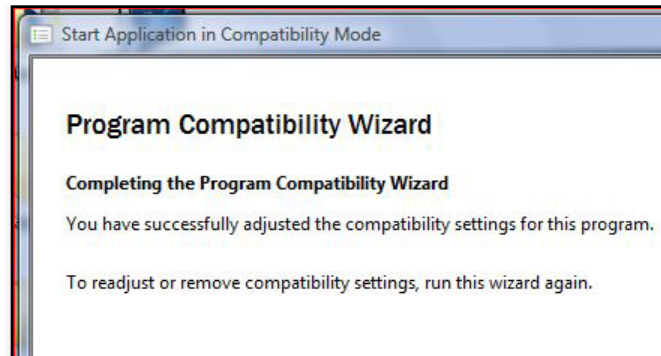 Start Application in Compatibility Mode
Program Compatibility Wizard
Completing the Program Compatibility Wizard
You have successfully adjusted the compatibility settings for this program.
To readjust or remove compatibility settings, run this wizard again.